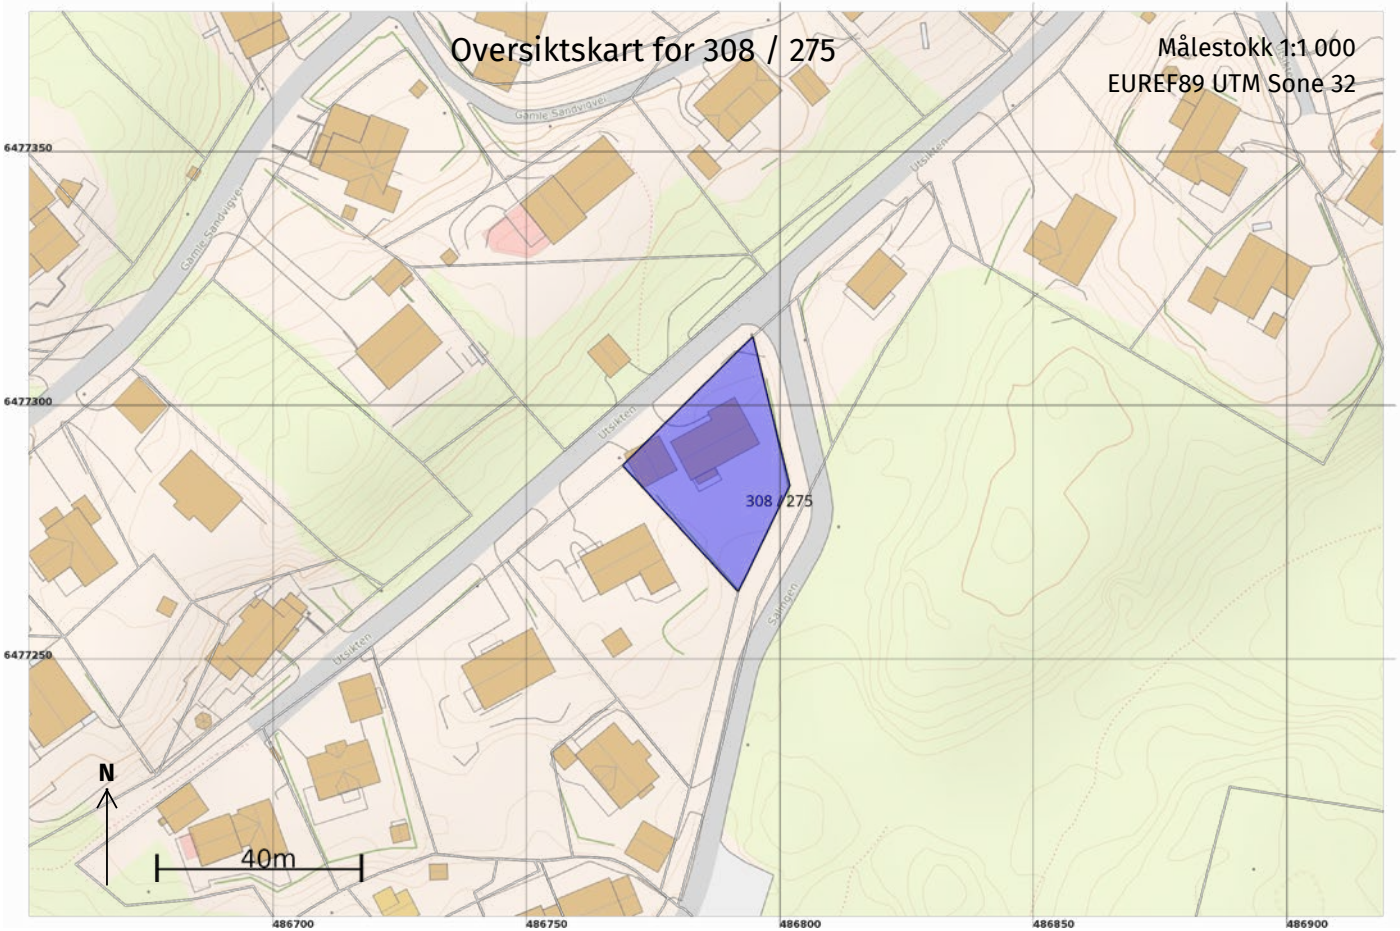 Oversiktskart for 308 / 275
Målestokk 1:1 000
EUREF89 UTM Sone 32
Gamle Sandvigvei
Utsikten
6477350
Gamle Sandvigvei
6477300
Utsikten
308 / 275
Salingen
Utsikten
6477250
N
40m
486700
486750
486800
486850
486900